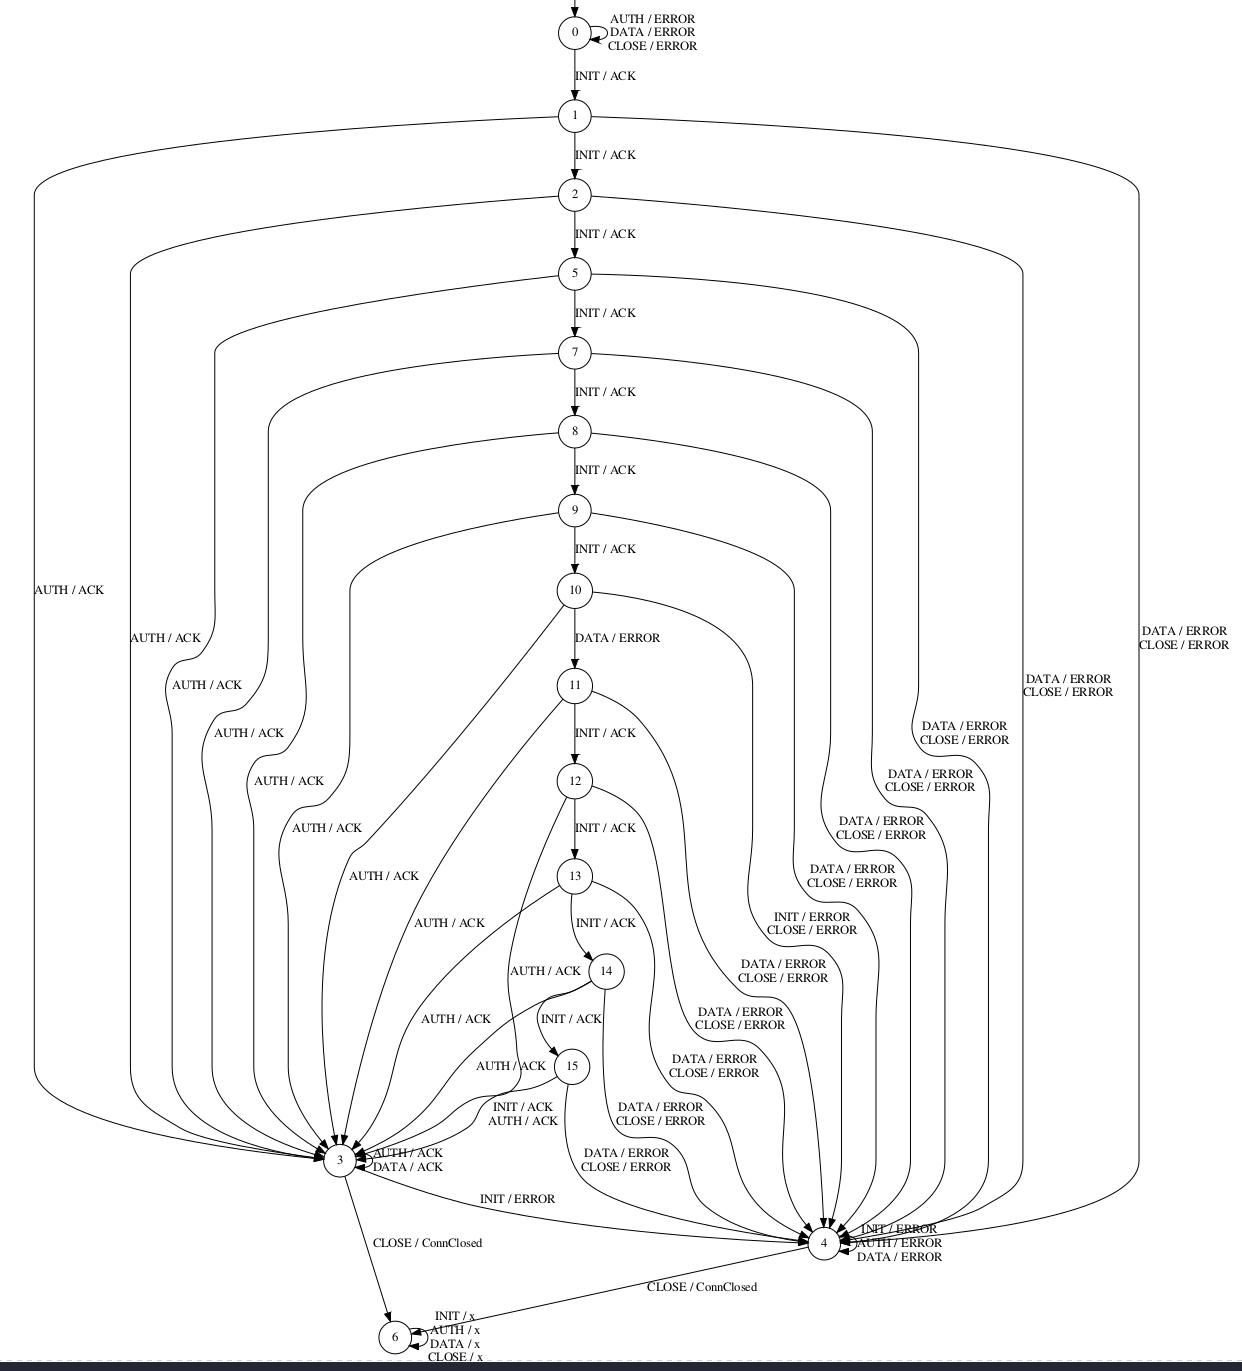 0
AUTH / ERROR
DATA / ERROR
CLOSE / ERROR
INIT / ACK
1
INIT / ACK
2
INIT / ACK
5
INIT / ACK
7
INIT / ACK
8
INIT / ACK
9
INIT / ACK
10
AUTH / ACK
DATA / ERROR
CLOSE / ERROR
AUTH / ACK
DATA / ERROR
11
DATA / ERROR
CLOSE / ERROR
AUTH / ACK
AUTH / ACK
INIT / ACK
DATA / ERROR
CLOSE / ERROR
AUTH / ACK
12
DATA / ERROR
CLOSE / ERROR
AUTH / ACK
INIT / ACK
DATA / ERROR
CLOSE / ERROR
AUTH / ACK
13
DATA / ERROR
CLOSE / ERROR
AUTH / ACK
INIT / ACK
INIT / ERROR
CLOSE / ERROR
AUTH / ACK
14
DATA / ERROR
CLOSE / ERROR
AUTH / ACK
INIT / ACK
DATA / ERROR
CLOSE / ERROR
AUTH / ACK
15
DATA / ERROR
CLOSE / ERROR
INIT / ACK
AUTH / ACK
DATA / ERROR
CLOSE / ERROR
3
AUTH / ACK
DATA / ACK
DATA / ERROR
CLOSE / ERROR
INIT / ERROR
CLOSE / ConnClosed
4
INIT / ERROR
AUTH / ERROR
DATA / ERROR
CLOSE / ConnClosed
6
INIT / x
AUTH / x
DATA / x
CLOSE / x